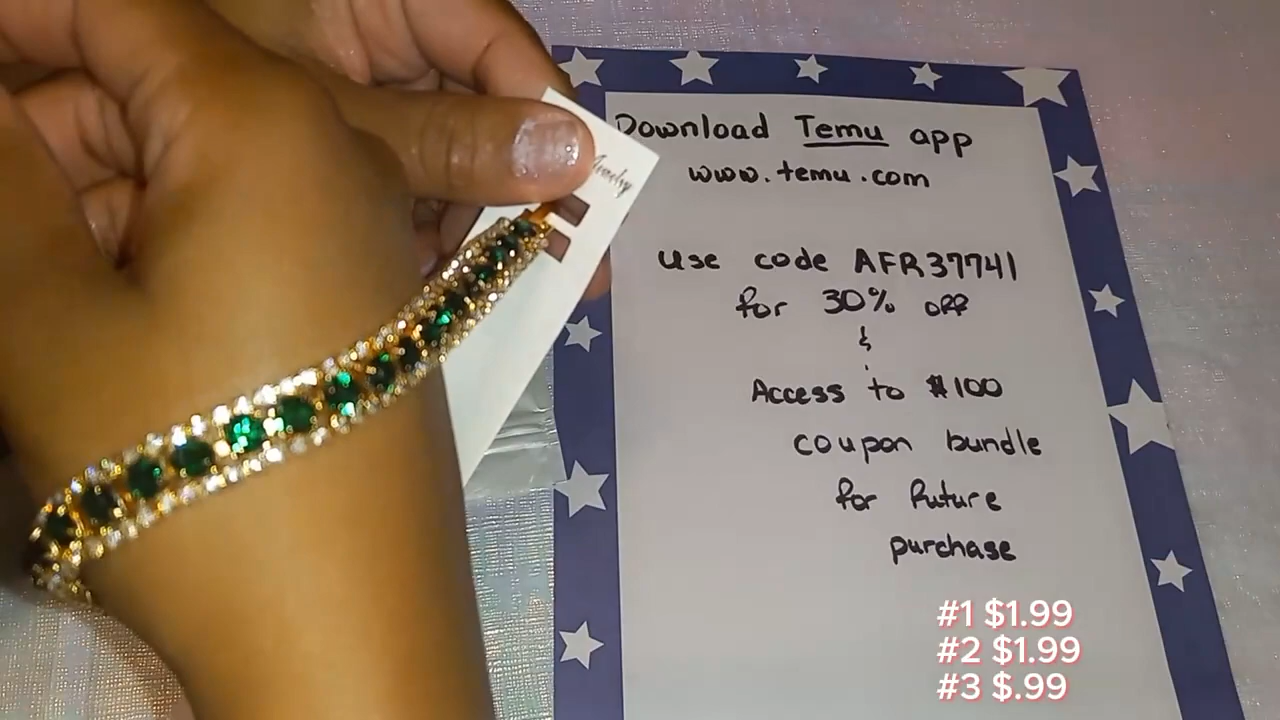 Jewelry
Download Temu app
www.temu.com
Use code AFR37741
for 30% off
&
Access to $100
coupon bundle
for future
purchase
#1 $1.99
#2 $1.99
#3 $.99